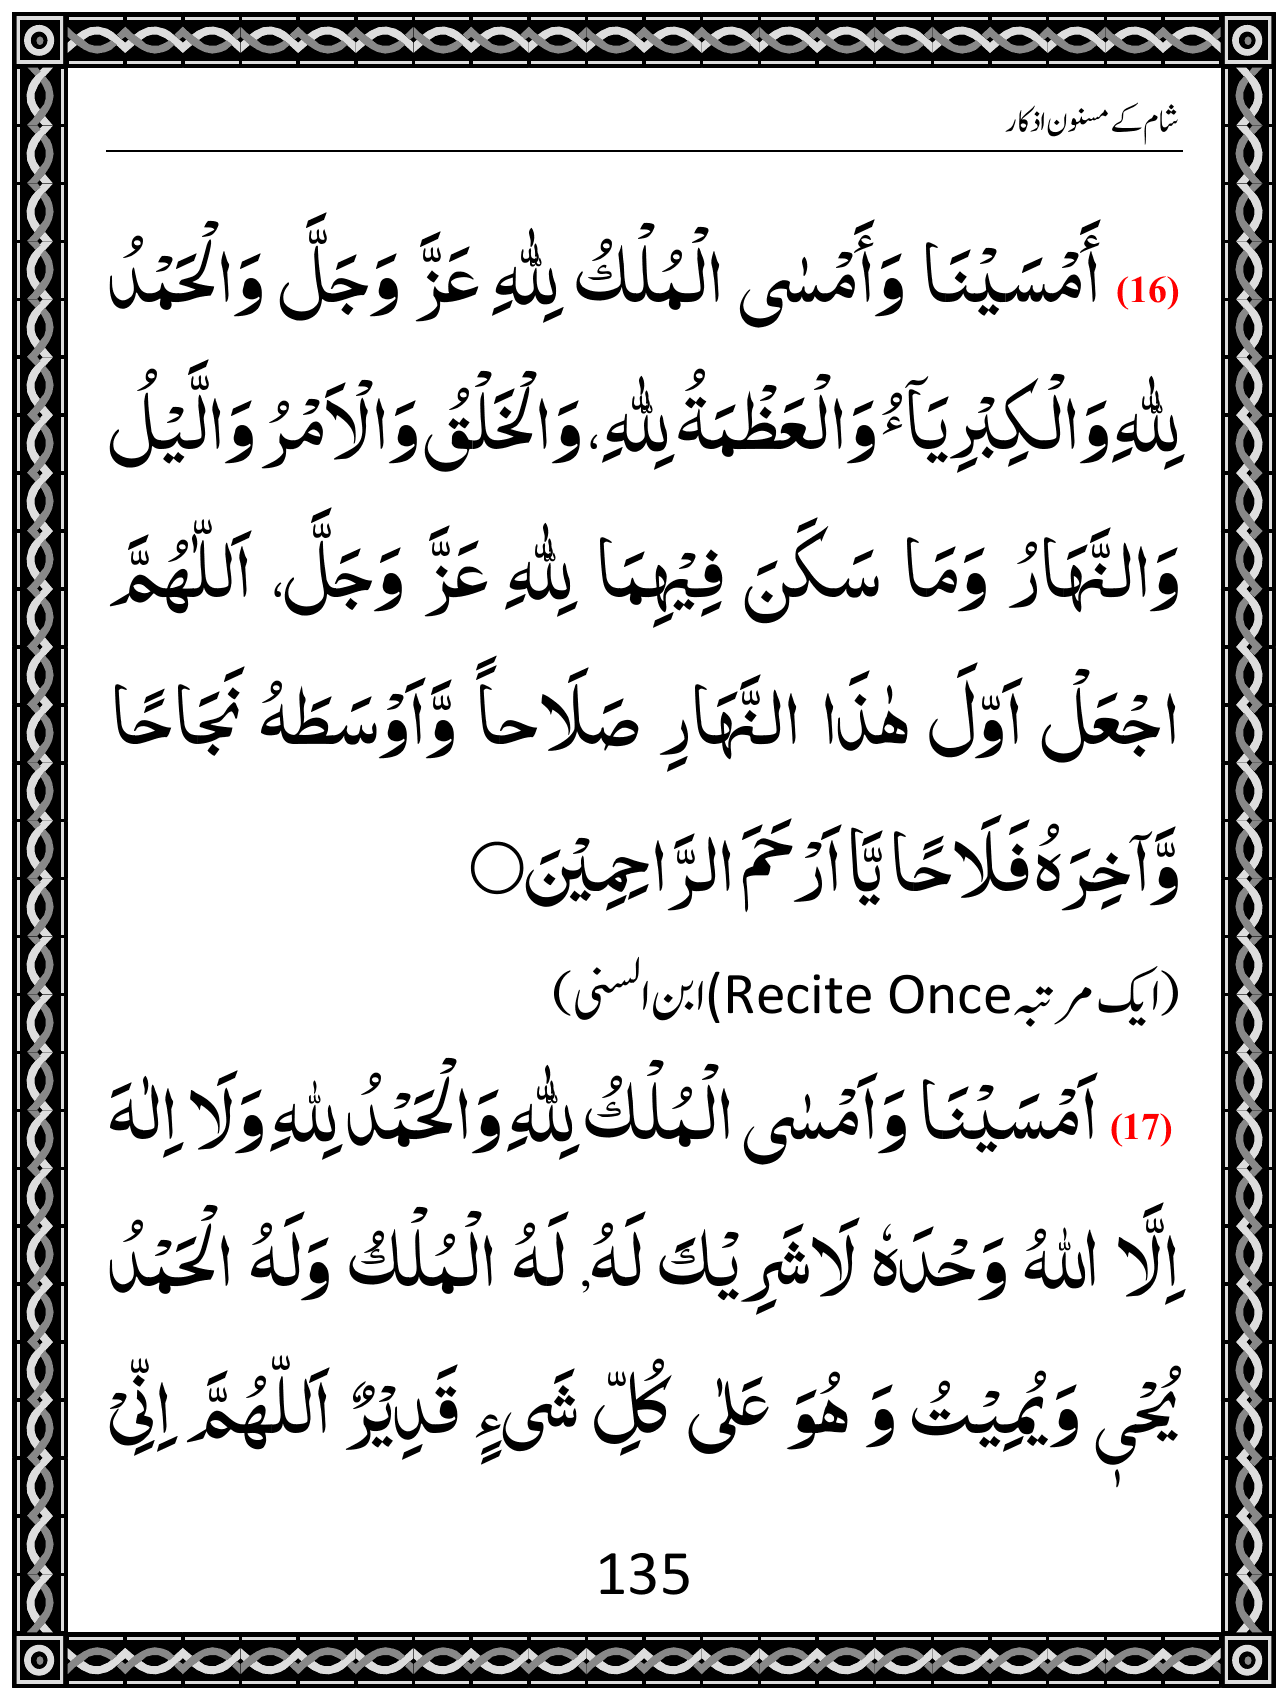 شام کے مسنون اذکار
(16) أَمْسَيْنَا وَأَمْسٰى الْمُلْكُ لِلّٰهِ عَزَّ وَجَلَّ وَالْحَمْدُ
لِلّٰهِ وَالْكِبْرِيَآءُ وَالْعَظْمَةُ لِلّٰهِ، وَالْخَلْقُ وَالْاَمْرُ وَالَّيْلُ
وَالنَّهَارُ وَمَا سَكَنَ فِيْهِمَا لِلّٰهِ عَزَّ وَجَلَّ، اَللّٰهُمَّ
اجْعَلْ اَوّلَ هٰذَا النَّهَارِ صَلَاحاً وَّاَوْسَطَهُ نَجَاحًا
وَّآخِرَهُ فَلَاحًا يَّا اَرْحَمَ الرَّاحِمِيْنَ○
(ایک مرتبہ Recite Once)ابن السنی)
(17) اَمْسَيْنَا وَاَمْسٰى الْمُلْكُ لِلّٰهِ وَالْحَمْدُ لِلّٰهِ وَلَا اِلٰهَ
اِلَّا اللّٰهُ وَحْدَهٗ لَاشَرِيْكَ لَهُ، لَهُ الْمُلْكُ وَلَهُ الْحَمْدُ
يُحْيٖ وَيُمِيْتُ وَ هُوَ عَلٰى كُلِّ شَىءٍ قَدِيْرٌ اَللّٰهُمَّ اِنِّىْ
135